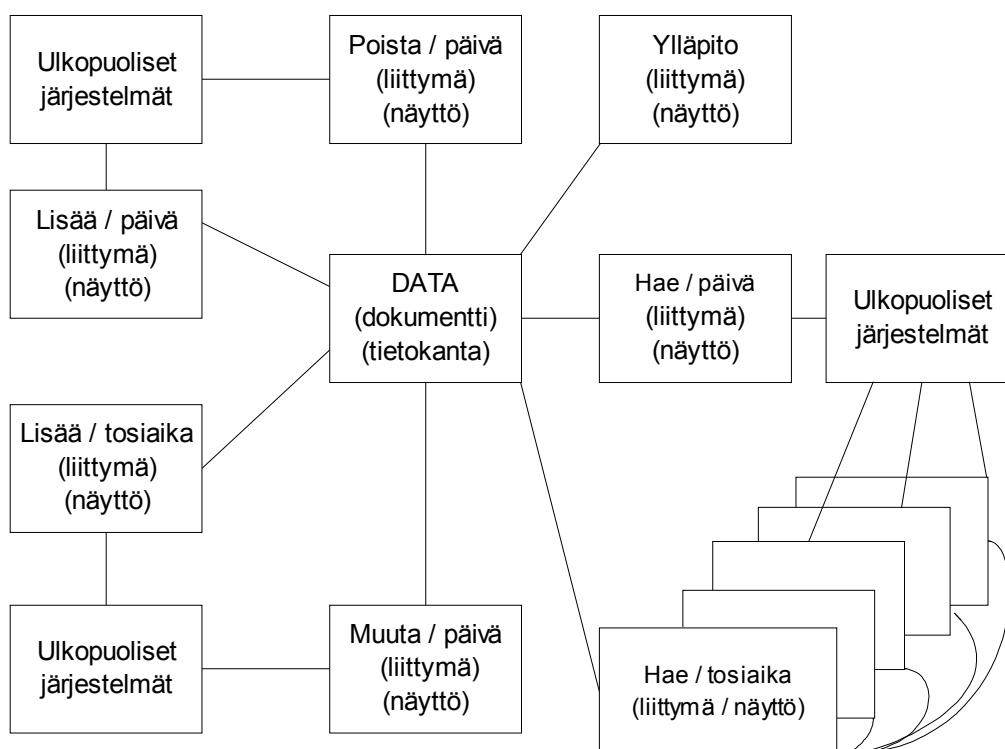 Ulkopuoliset
järjestelmät
Poista / päivä
(liittymä)
(näyttö)
Ylläpito
(liittymä)
(näyttö)
Lisää / päivä
(liittymä)
(näyttö)
DATA
(dokumentti)
(tietokanta)
Hae / päivä
(liittymä)
(näyttö)
Ulkopuoliset
järjestelmät
Lisää / tosiaika
(liittymä)
(näyttö)
Ulkopuoliset
järjestelmät
Muuta / päivä
(liittymä)
(näyttö)
Hae / tosiaika
(liittymä / näyttö)